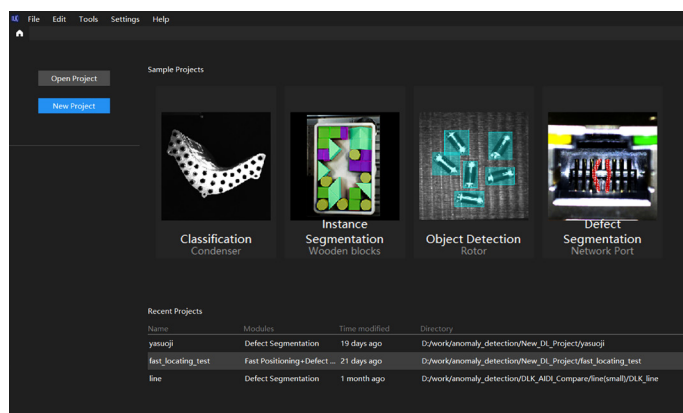 File Edit Tools Settings Help
Open Project
New Project
Sample Projects
Classification
Condenser
Instance
Segmentation
Wooden blocks
Object Detection
Rotor
Defect
Segmentation
Network Port
Recent Projects
Name Modules Time modified Directory
yasuoji Defect Segmentation 19 days ago D:/work/anomaly_detection/New_DL_Project/yasuoji
fast_locating_test Fast Positioning+Defect ... 21 days ago D:/work/anomaly_detection/New_DL_Project/fast_locating_test
line Defect Segmentation 1 month ago D:/work/anomaly_detection/DLK_AIDI_Compare/line(small)/DLK_line